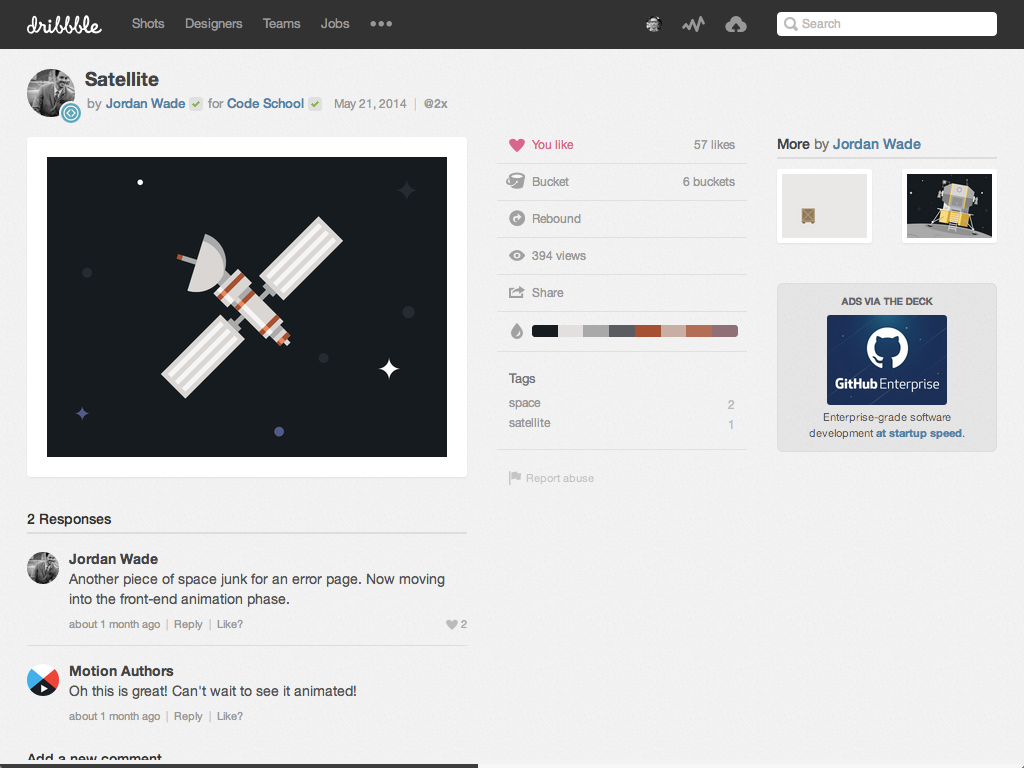 dribbble
Shots Designers Teams Jobs
Search
Satellite
by Jordan Wade for Code School May 21, 2014 @2x
You like 57 likes
Bucket 6 buckets
Rebound
394 views
Share
Tags
space 2
satellite 1
Report abuse
More by Jordan Wade
ADS VIA THE DECK
GitHub Enterprise
Enterprise-grade software
development at startup speed.
2 Responses
Jordan Wade
Another piece of space junk for an error page. Now moving
into the front-end animation phase.
about 1 month ago | Reply | Like? 2
Motion Authors
Oh this is great! Can't wait to see it animated!
about 1 month ago | Reply | Like?
Add a new comment